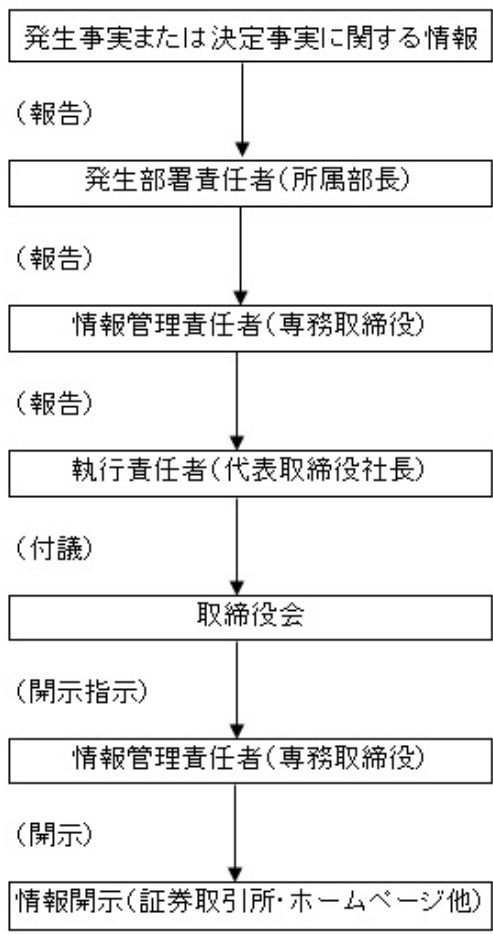 発生事実または決定事実に関する情報
（報告）
発生部署責任者（所属部長）
（報告）
情報管理責任者（専務取締役）
（報告）
執行責任者（代表取締役社長）
（付議）
取締役会
（開示指示）
情報管理責任者（専務取締役）
（開示）
情報開示（証券取引所・ホームページ他）